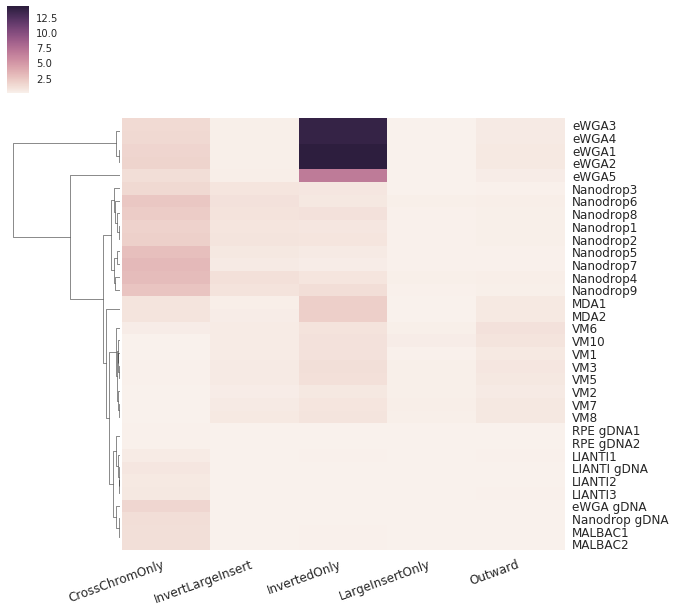 12.5
10.0
7.5
5.0
2.5
eWGA3
eWGA4
eWGA1
eWGA2
eWGA5
Nanodrop3
Nanodrop6
Nanodrop8
Nanodrop1
Nanodrop2
Nanodrop5
Nanodrop7
Nanodrop4
Nanodrop9
MDA1
MDA2
VM6
VM10
VM1
VM3
VM5
VM2
VM7
VM8
RPE gDNA1
RPE gDNA2
LIANTI1
LIANTI gDNA
LIANTI2
LIANTI3
eWGA gDNA
Nanodrop gDNA
MALBAC1
MALBAC2
CrossChromOnly
InvertLargeInsert
InvertedOnly
LargeInsertOnly
Outward